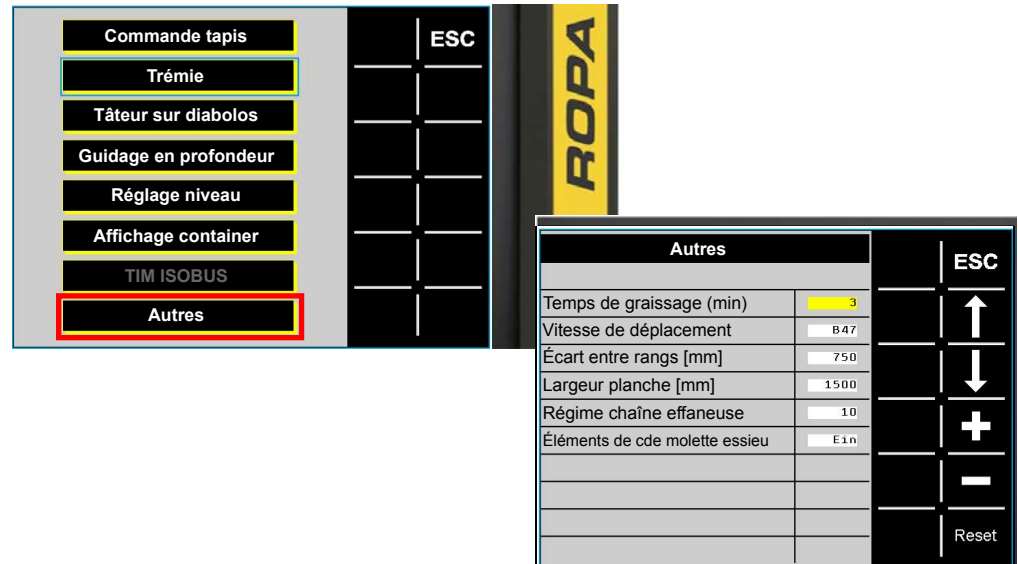 Commande tapis
ESC
Trémie
Tâteur sur diabolos
Guidage en profondeur
Réglage niveau
Affichage container
TIM ISOBUS
Autres
ROPA
Autres
ESC
Temps de graissage (min) 3
Vitesse de déplacement B47
Écart entre rangs [mm] 750
Largeur planche [mm] 1500
Régime chaîne effaneuse 10
Éléments de cde molette essieu Ein
Reset